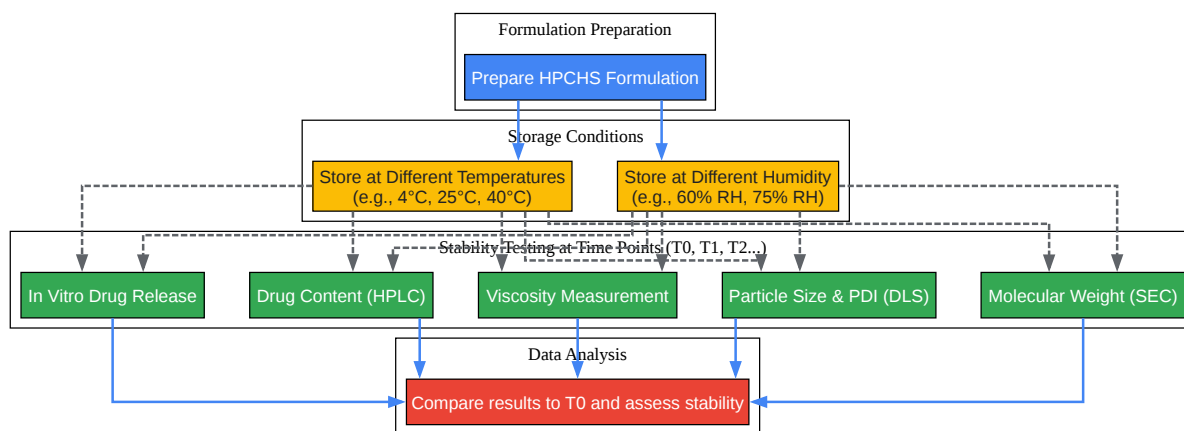 Formulation Preparation
Prepare HPCHS Formulation
Storage Conditions
Store at Different Temperatures
(e.g., 4°C, 25°C, 40°C)
Store at Different Humidity
(e.g., 60% RH, 75% RH)
Stability Testing at Time Points (T0, T1, T2...)
In Vitro Drug Release
Drug Content (HPLC)
Viscosity Measurement
Particle Size & PDI (DLS)
Molecular Weight (SEC)
Data Analysis
Compare results to T0 and assess stability